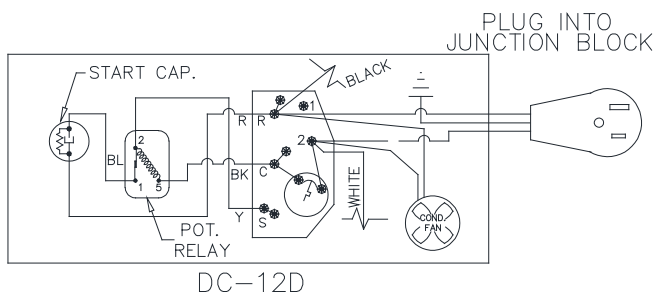 PLUG INTO
JUNCTION BLOCK
START CAP.
BLACK
1
R R
2
2
BL
1 5
BK C
WHITE
Y S
POT.
RELAY
COND.
FAN
DC-12D